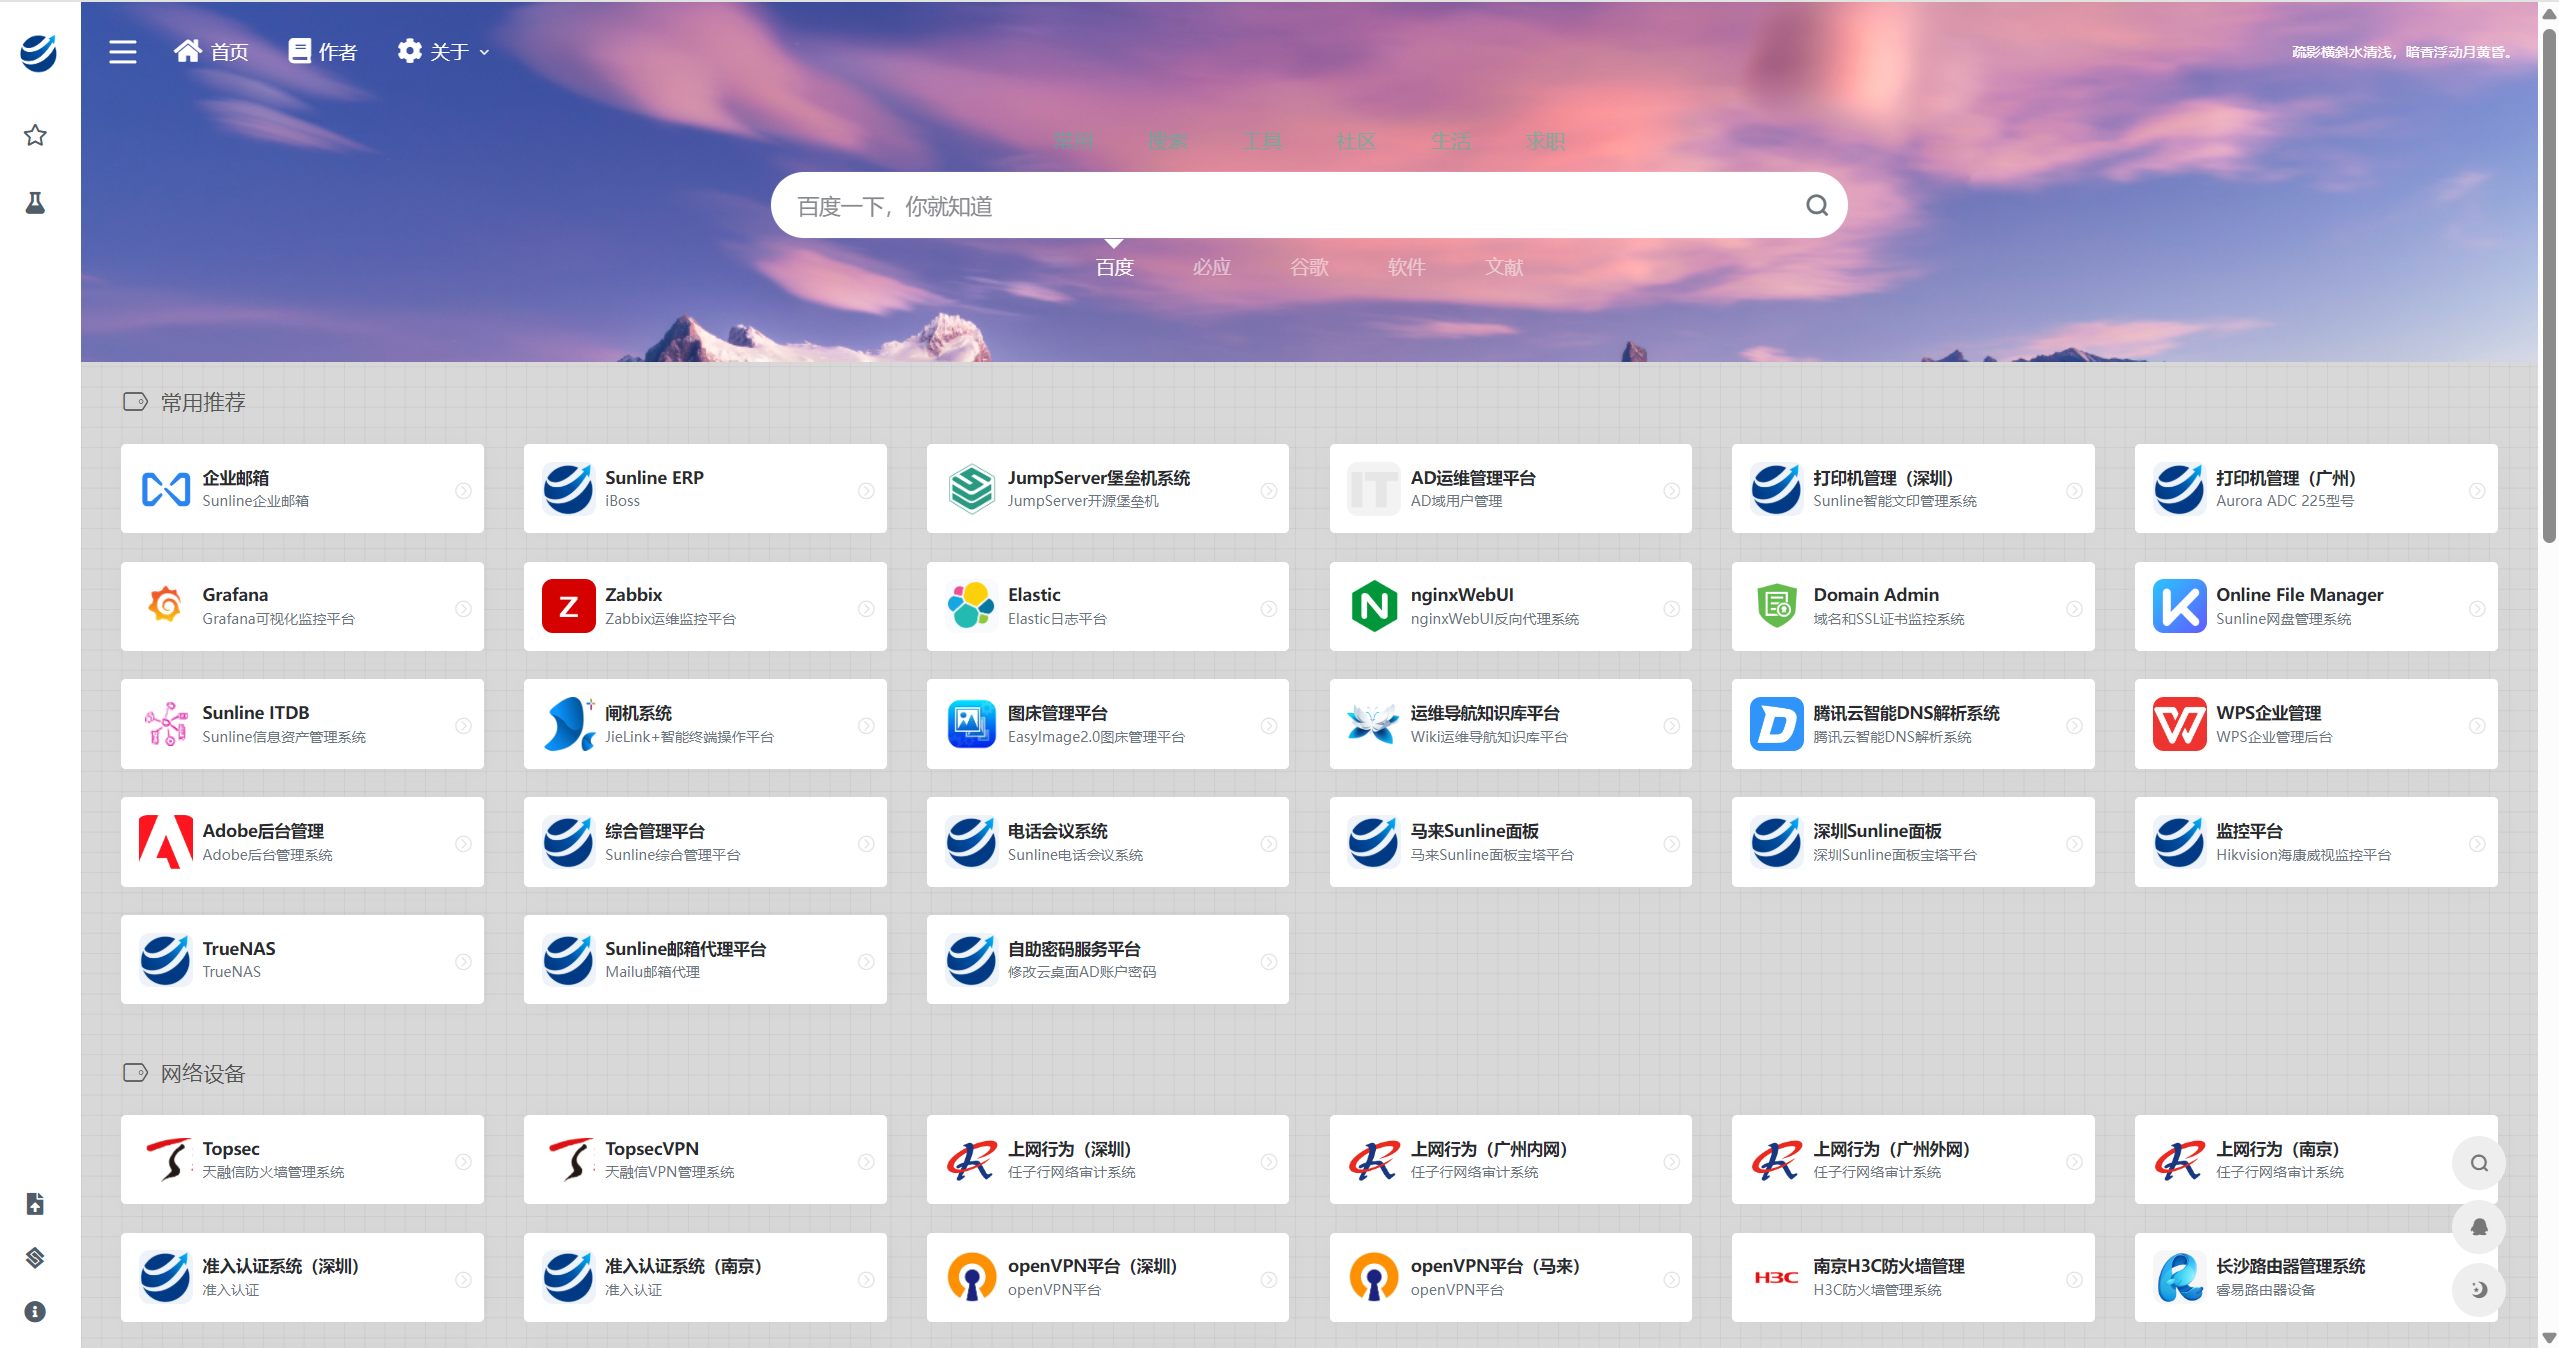 首页
作者
关于
疏影横斜水清浅，暗香浮动月黄昏。
常用
搜索
工具
社区
生活
求职
百度一下，你就知道
百度
必应
谷歌
软件
文献
常用推荐
企业邮箱
Sunline企业邮箱
Sunline ERP
iBoss
JumpServer堡垒机系统
JumpServer开源堡垒机
IT
AD运维管理平台
AD域用户管理
打印机管理（深圳）
Sunline智能文印管理系统
打印机管理（广州）
Aurora ADC 225型号
Grafana
Grafana可视化监控平台
Z
Zabbix
Zabbix运维监控平台
Elastic
Elastic日志平台
N
nginxWebUI
nginxWebUI反向代理系统
Domain Admin
域名和SSL证书监控系统
K
Online File Manager
Sunline网盘管理系统
Sunline ITDB
Sunline信息资产管理系统
闸机系统
JieLink+智能终端操作平台
图床管理平台
EasyImage2.0图床管理平台
运维导航知识库平台
Wiki运维导航知识库平台
D
腾讯云智能DNS解析系统
腾讯云智能DNS解析系统
W
WPS企业管理
WPS企业管理后台
Adobe后台管理
Adobe后台管理系统
综合管理平台
Sunline综合管理平台
电话会议系统
Sunline电话会议系统
马来Sunline面板
马来Sunline面板宝塔平台
深圳Sunline面板
深圳Sunline面板宝塔平台
监控平台
Hikvision海康威视监控平台
TrueNAS
TrueNAS
Sunline邮箱代理平台
Mailu邮箱代理
自助密码服务平台
修改云桌面AD账户密码
网络设备
Topsec
天融信防火墙管理系统
TopsecVPN
天融信VPN管理系统
上网行为（深圳）
任子行网络审计系统
上网行为（广州内网）
任子行网络审计系统
上网行为（广州外网）
任子行网络审计系统
上网行为（南京）
任子行网络审计系统
准入认证系统（深圳）
准入认证
准入认证系统（南京）
准入认证
openVPN平台（深圳）
openVPN平台
openVPN平台（马来）
openVPN平台
H3C
南京H3C防火墙管理
H3C防火墙管理系统
长沙路由器管理系统
睿易路由器设备